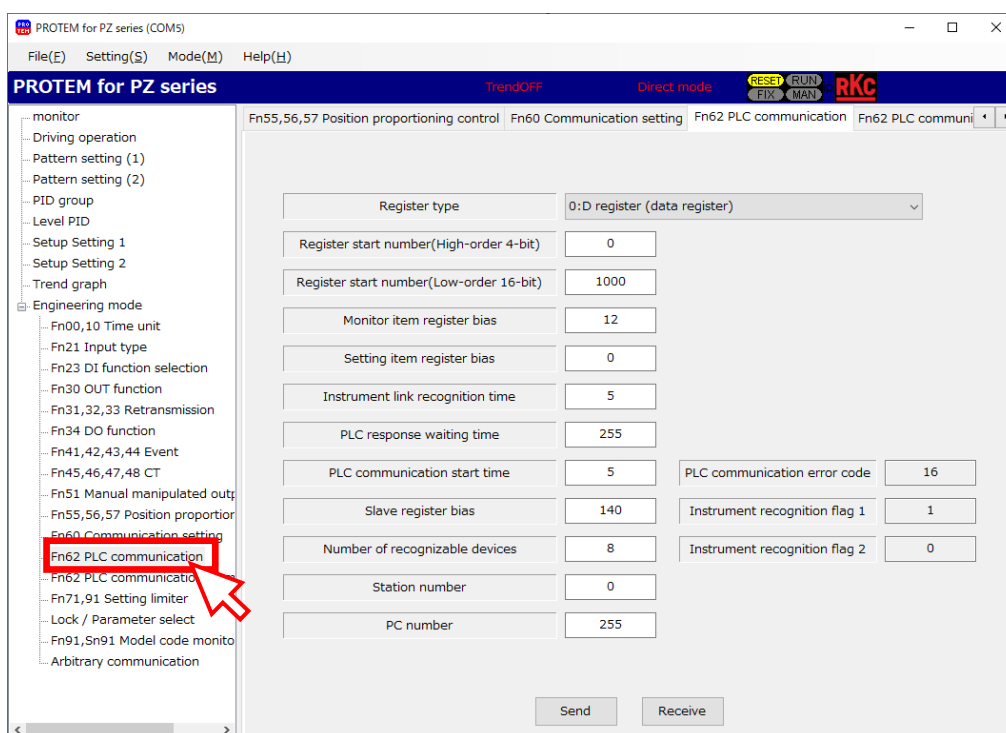 PROTEM for PZ series (COM5)
File(F) Setting(S) Mode(M) Help(H)
PROTEM for PZ series TrendOFF Direct mode RESET RUN FIX MAN RKC
monitor
Driving operation
Pattern setting (1)
Pattern setting (2)
PID group
Level PID
Setup Setting 1
Setup Setting 2
Trend graph
Engineering mode
Fn00,10 Time unit
Fn21 Input type
Fn23 DI function selection
Fn30 OUT function
Fn31,32,33 Retransmission
Fn34 DO function
Fn41,42,43,44 Event
Fn45,46,47,48 CT
Fn51 Manual manipulated outp
Fn55,56,57 Position proportior
Fn60 Communication setting
Fn62 PLC communication
Fn62 PLC communicatio
Fn71,91 Setting limiter
Lock / Parameter select
Fn91,Sn91 Model code monito
Arbitrary communication
Fn55,56,57 Position proportioning control Fn60 Communication setting Fn62 PLC communication Fn62 PLC communi
Register type 0:D register (data register)
Register start number(High-order 4-bit) 0
Register start number(Low-order 16-bit) 1000
Monitor item register bias 12
Setting item register bias 0
Instrument link recognition time 5
PLC response waiting time 255
PLC communication start time 5 PLC communication error code 16
Slave register bias 140 Instrument recognition flag 1 1
Number of recognizable devices 8 Instrument recognition flag 2 0
Station number 0
PC number 255
Send Receive